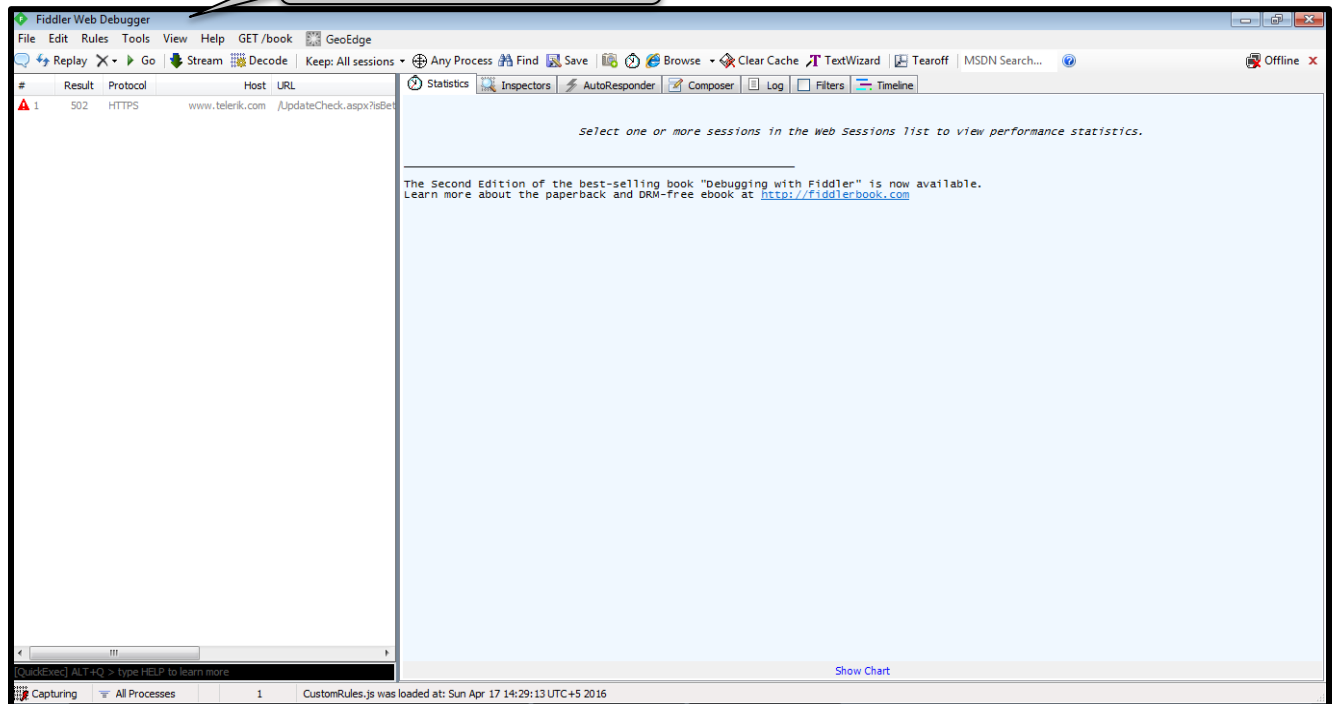 Fiddler Web Debugger
File Edit Rules Tools View Help GET /book GeoEdge
Replay Go Stream Decode Keep: All sessions Any Process Find Save Browse Clear Cache TextWizard Tearoff MSDN Search... Offline x
# Result Protocol Host URL
Statistics Inspectors AutoResponder Composer Log Filters Timeline
1 502 HTTPS www.telerik.com /UpdateCheck.aspx?isBet
Select one or more sessions in the Web Sessions list to view performance statistics.
The Second Edition of the best-selling book "Debugging with Fiddler" is now available.
Learn more about the paperback and DRM-free ebook at http://fiddlerbook.com
[QuickExec] ALT+Q > type HELP to learn more
Show Chart
Capturing All Processes 1 CustomRules.js was loaded at: Sun Apr 17 14:29:13 UTC+5 2016